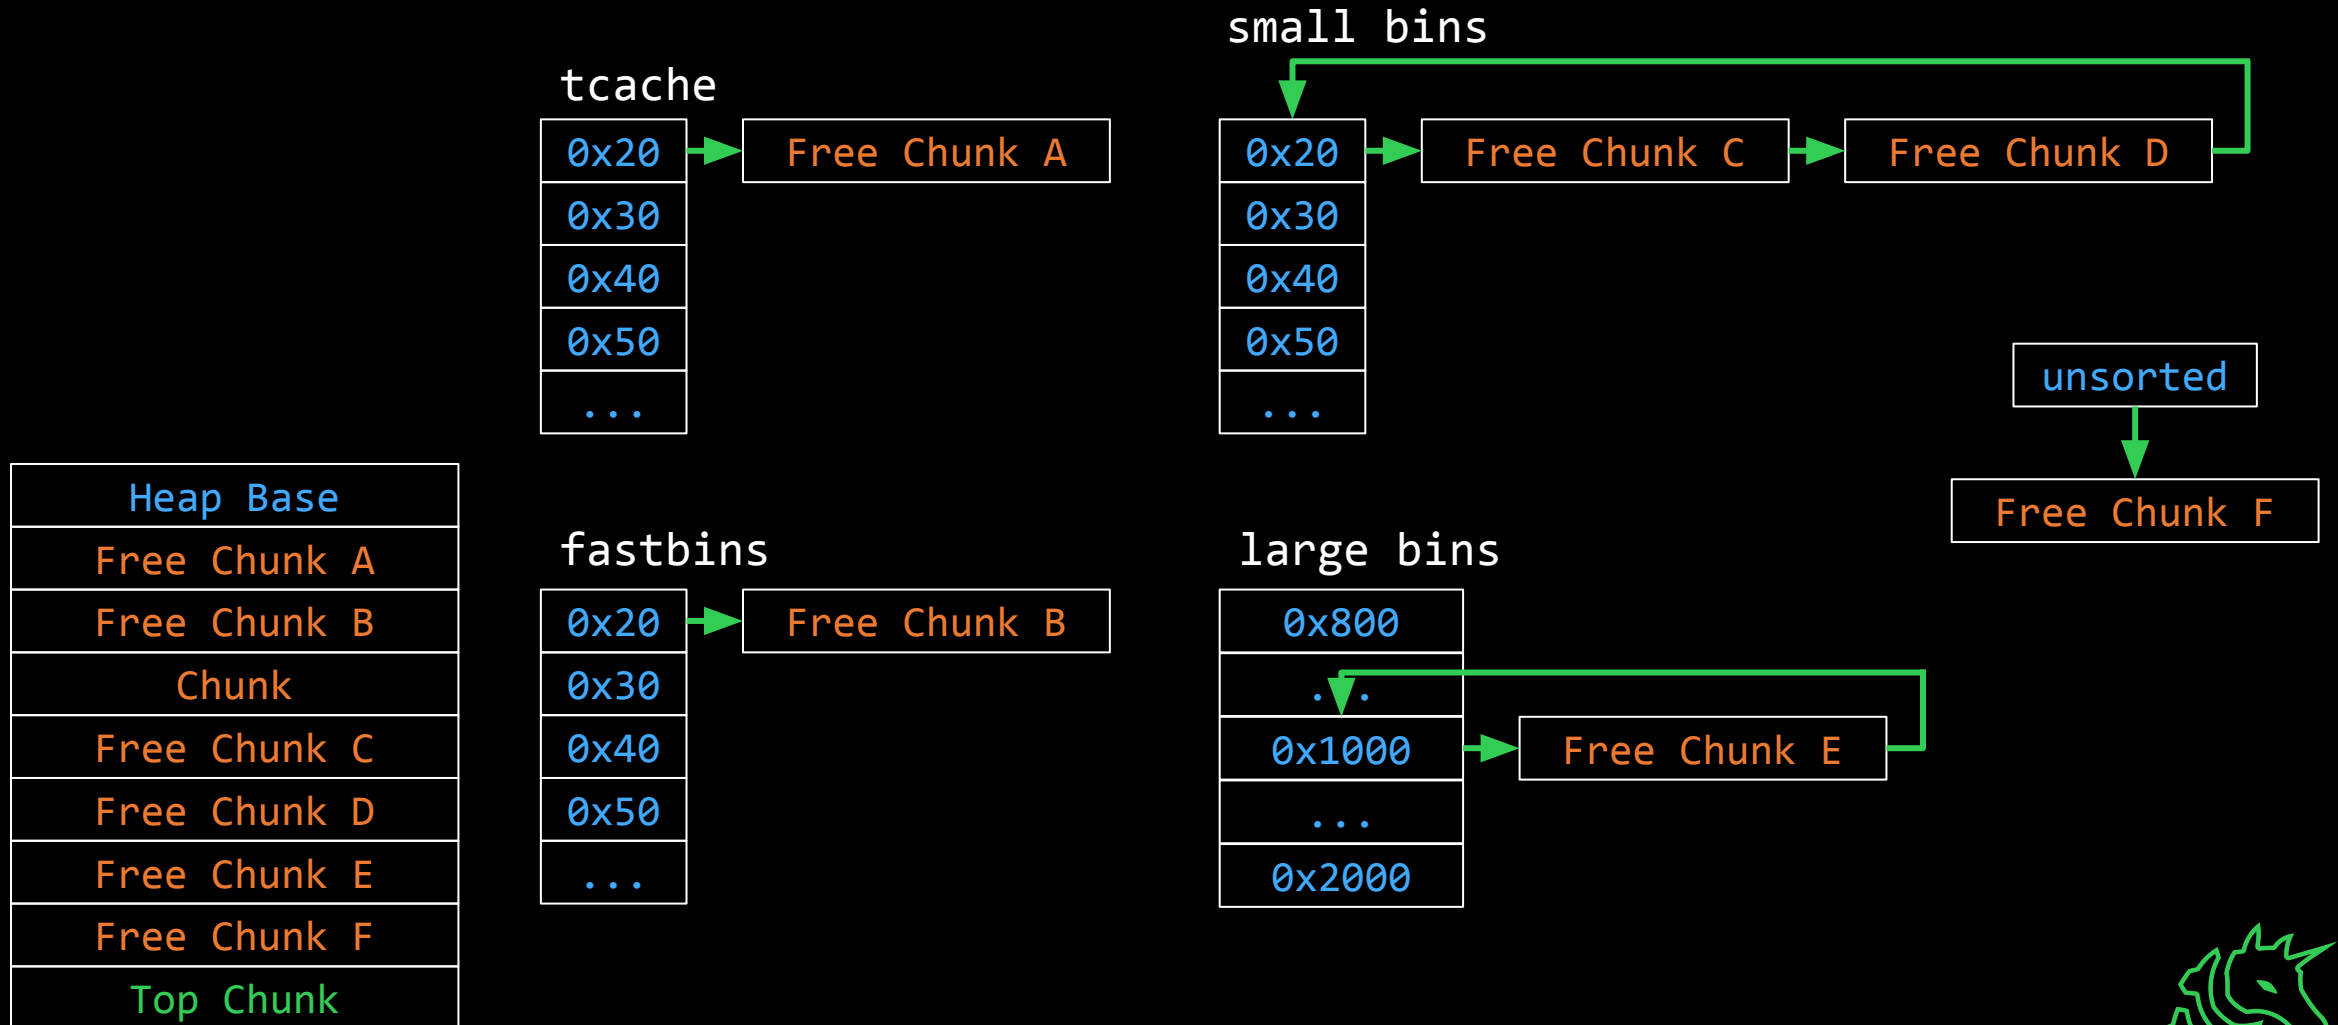 small bins
tcache
0x20
Free Chunk A
0x30
0x40
0x50
...
0x20
Free Chunk C
Free Chunk D
0x30
0x40
0x50
...
unsorted
Free Chunk F
Heap Base
Free Chunk A
Free Chunk B
Chunk
Free Chunk C
Free Chunk D
Free Chunk E
Free Chunk F
Top Chunk
fastbins
0x20
Free Chunk B
0x30
0x40
0x50
...
large bins
0x800
...
0x1000
Free Chunk E
...
0x2000